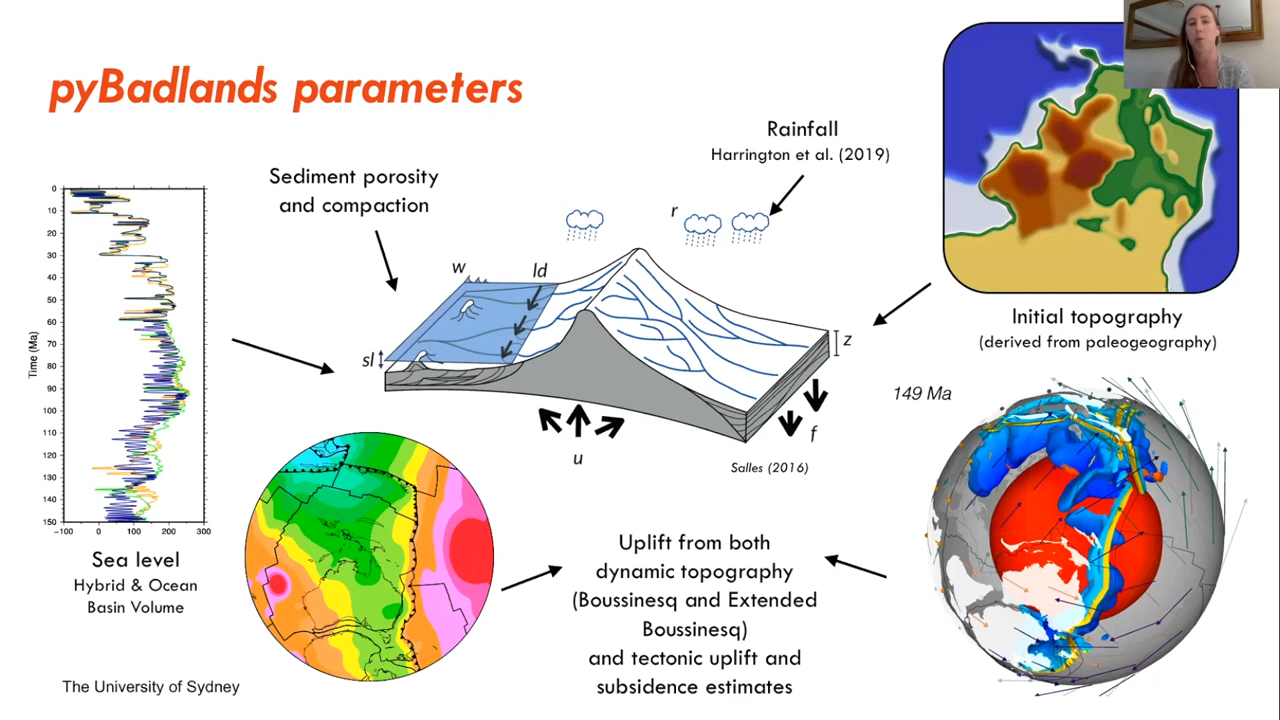 pyBadlands parameters
Rainfall
Harrington et al. (2019)
Sediment porosity
and compaction
r
w
ld
sl
z
f
u
Salles (2016)
Initial topography
(derived from paleogeography)
149 Ma
0
10
20
30
40
50
60
70
80
90
100
110
120
130
140
150
Time (Ma)
−100
0
100
200
300
Sea level
Hybrid & Ocean
Basin Volume
Uplift from both
dynamic topography
(Boussinesq and Extended
Boussinesq)
and tectonic uplift and
subsidence estimates
The University of Sydney